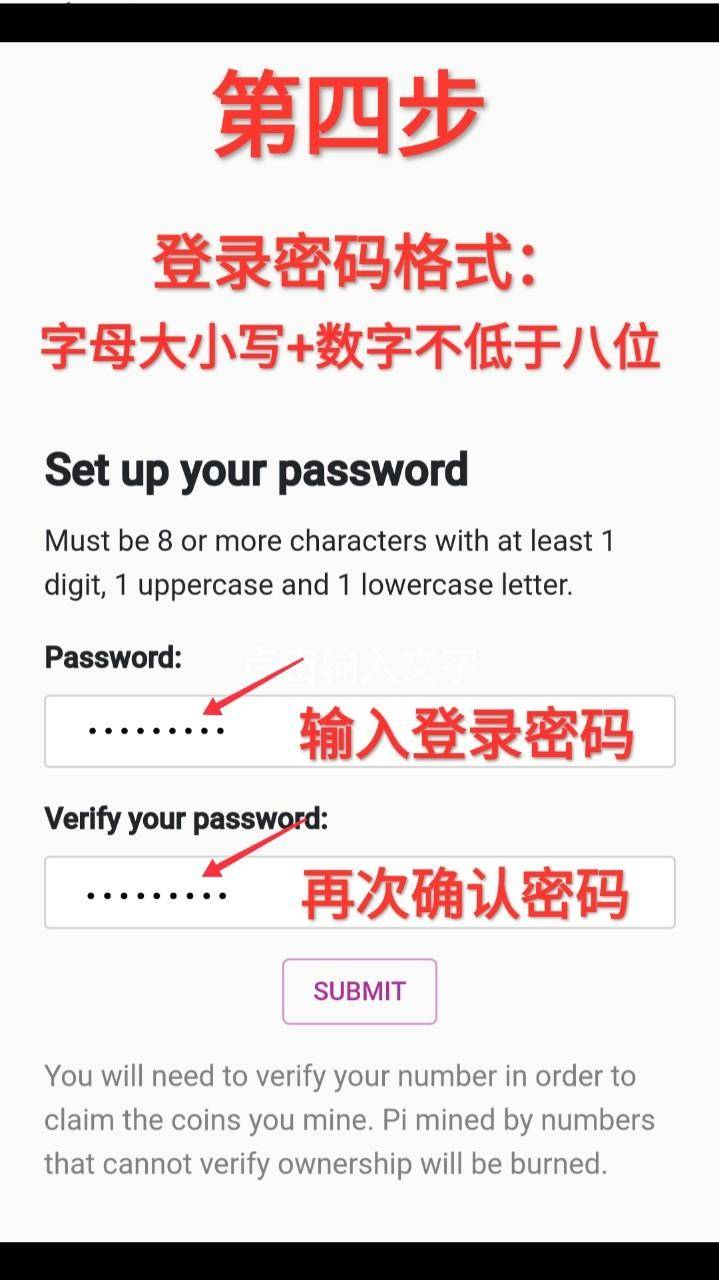 第四步
登录密码格式：
字母大小写+数字不低于八位
Set up your password
Must be 8 or more characters with at least 1
digit, 1 uppercase and 1 lowercase letter.
Password:
点击输入文字
•••••••••
输入登录密码
Verify your password:
•••••••••
再次确认密码
SUBMIT
You will need to verify your number in order to
claim the coins you mine. Pi mined by numbers
that cannot verify ownership will be burned.